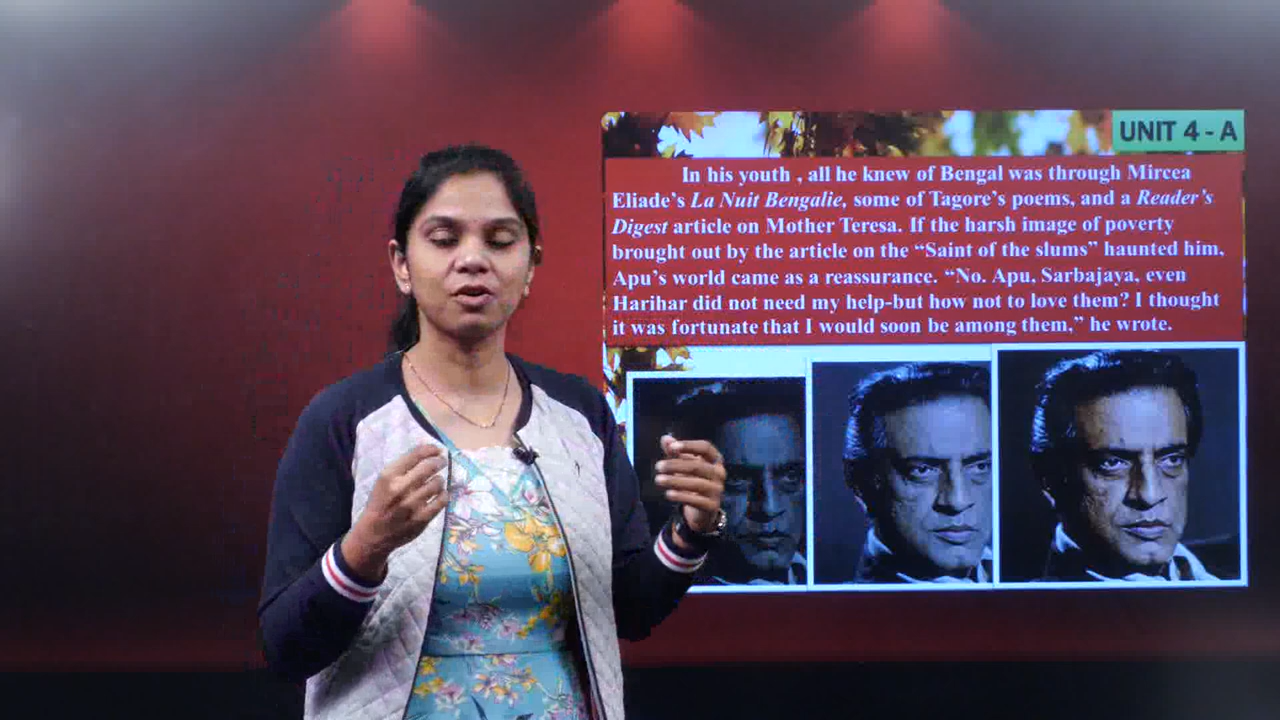 UNIT 4 - A
In his youth , all he knew of Bengal was through Mircea
Eliade's La Nuit Bengalie, some of Tagore's poems, and a Reader's
Digest article on Mother Teresa. If the harsh image of poverty
brought out by the article on the “Saint of the slums” haunted him,
Apu's world came as a reassurance. “No. Apu, Sarbajaya, even
Harihar did not need my help-but how not to love them? I thought
it was fortunate that I would soon be among them,” he wrote.